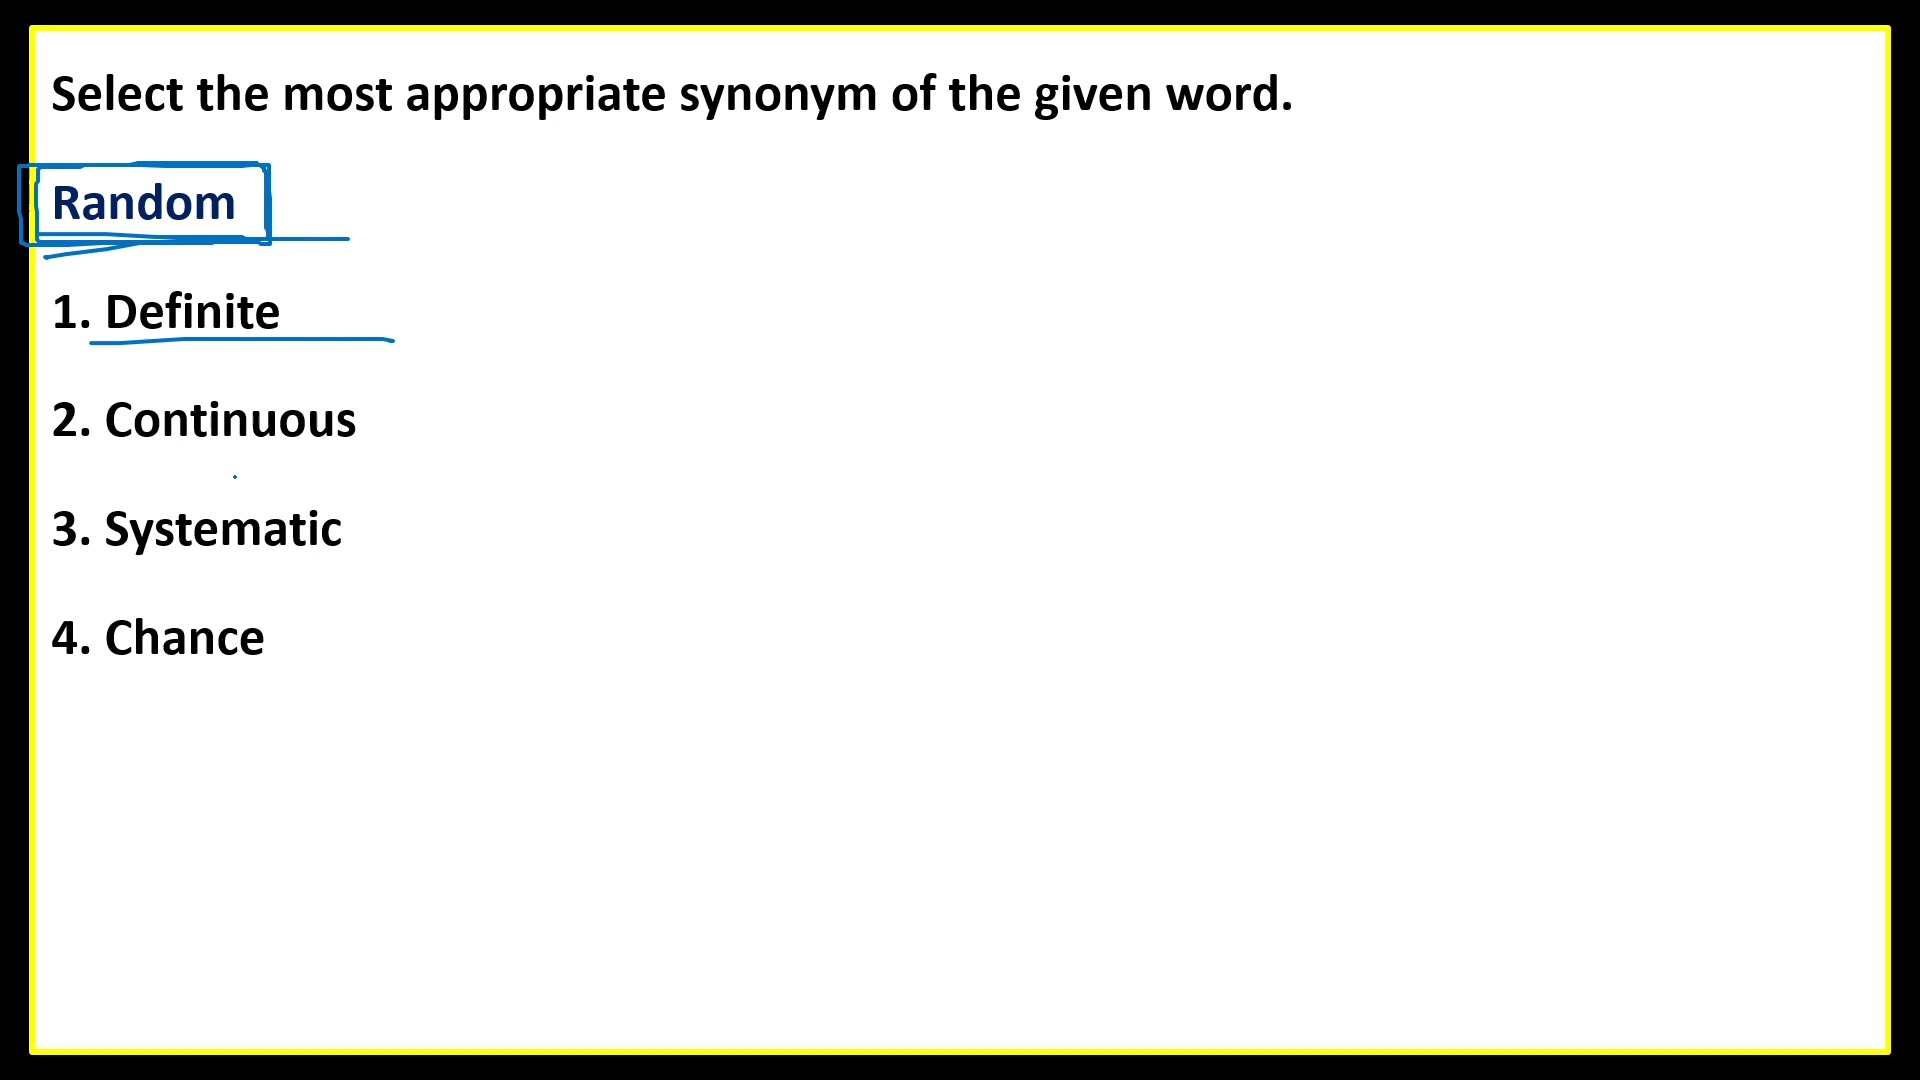 Select the most appropriate synonym of the given word.
Random
1. Definite
2. Continuous
3. Systematic
4. Chance